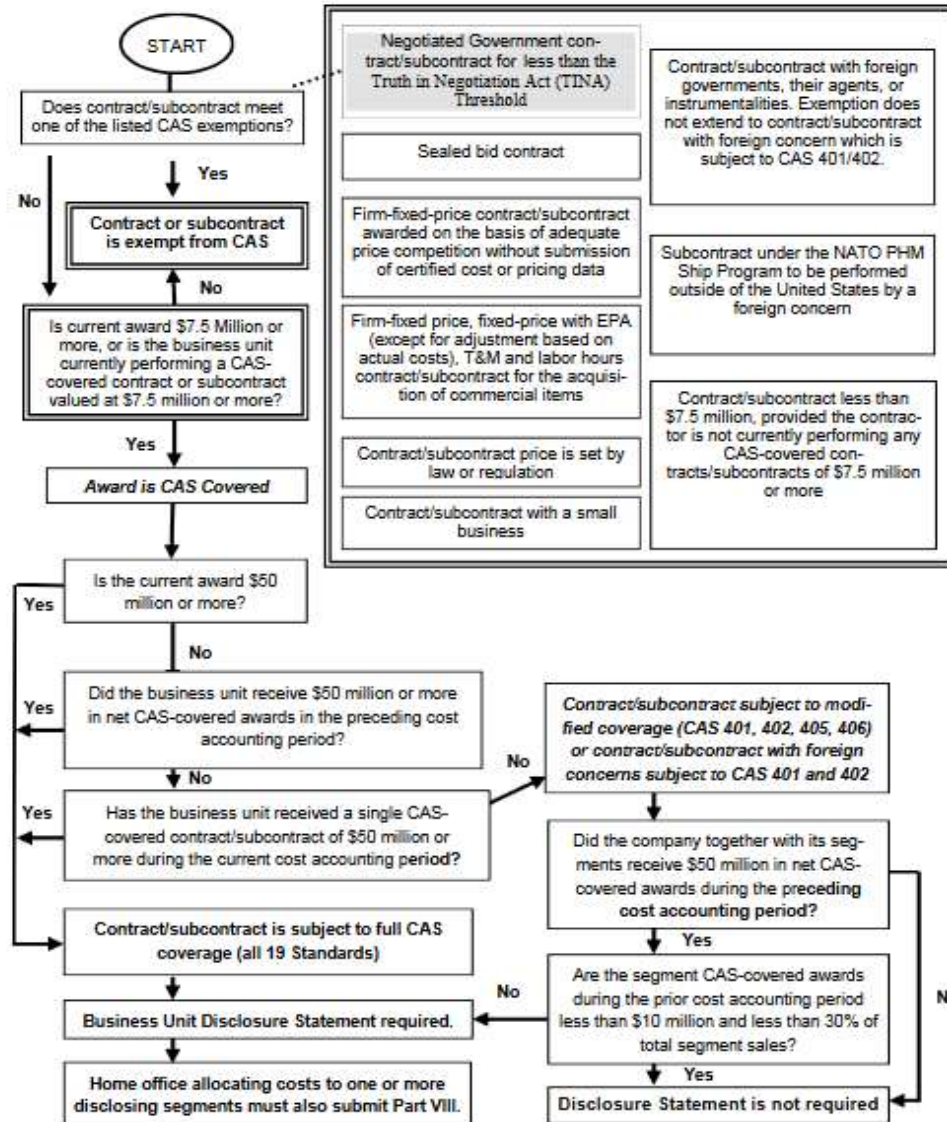 START
Does contract/subcontract meet
one of the listed CAS exemptions?
Yes
No
Contract or subcontract
is exempt from CAS
No
Is current award $7.5 Million or
more, or is the business unit
currently performing a CAS-
covered contract or subcontract
valued at $7.5 million or more?
Yes
Award is CAS Covered
Negotiated Government con-
tract/subcontract for less than the
Truth in Negotiation Act (TINA)
Threshold
Sealed bid contract
Firm-fixed-price contract/subcontract
awarded on the basis of adequate
price competition without submission
of certified cost or pricing data
Firm-fixed price, fixed-price with EPA
(except for adjustment based on
actual costs), T&M and labor hours
contract/subcontract for the acquisi-
tion of commercial items
Contract/subcontract price is set by
law or regulation
Contract/subcontract with a small
business
Contract/subcontract with foreign
governments, their agents, or
instrumentalities. Exemption does
not extend to contract/subcontract
with foreign concern which is
subject to CAS 401/402.
Subcontract under the NATO PHM
Ship Program to be performed
outside of the United States by a
foreign concern
Contract/subcontract less than
$7.5 million, provided the contrac-
tor is not currently performing any
CAS-covered con-
tracts/subcontracts of $7.5 million
or more
Is the current award $50
million or more?
Yes
No
Did the business unit receive $50 million or more
in net CAS-covered awards in the preceding cost
accounting period?
Yes
No
Has the business unit received a single CAS-
covered contract/subcontract of $50 million or
more during the current cost accounting period?
Yes
No
Contract/subcontract subject to modi-
fied coverage (CAS 401, 402, 405, 406)
or contract/subcontract with foreign
concerns subject to CAS 401 and 402
Did the company together with its seg-
ments receive $50 million in net CAS-
covered awards during the preceding
cost accounting period?
Yes
N
Contract/subcontract is subject to full CAS
coverage (all 19 Standards)
Are the segment CAS-covered awards
during the prior cost accounting period
less than $10 million and less than 30% of
total segment sales?
No
Yes
Business Unit Disclosure Statement required.
Home office allocating costs to one or more
disclosing segments must also submit Part VIII.
Disclosure Statement is not required